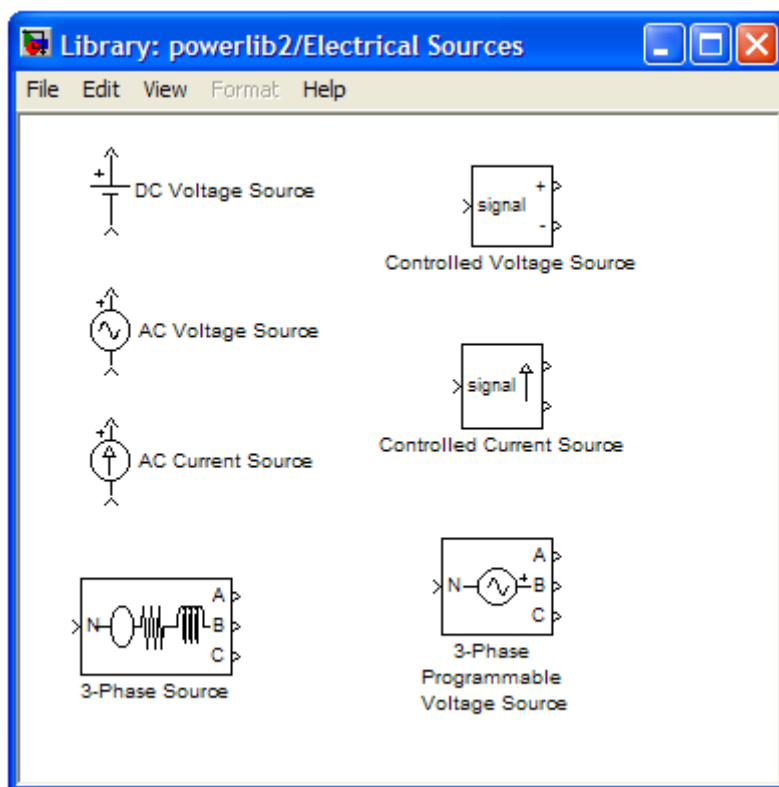 Library: powerlib2/Electrical Sources
File Edit View Format Help
+
DC Voltage Source
signal
+
-
Controlled Voltage Source
+
AC Voltage Source
signal
Controlled Current Source
+
AC Current Source
N
A
B
C
3-Phase Source
N
+
A
B
C
3-Phase
Programmable
Voltage Source